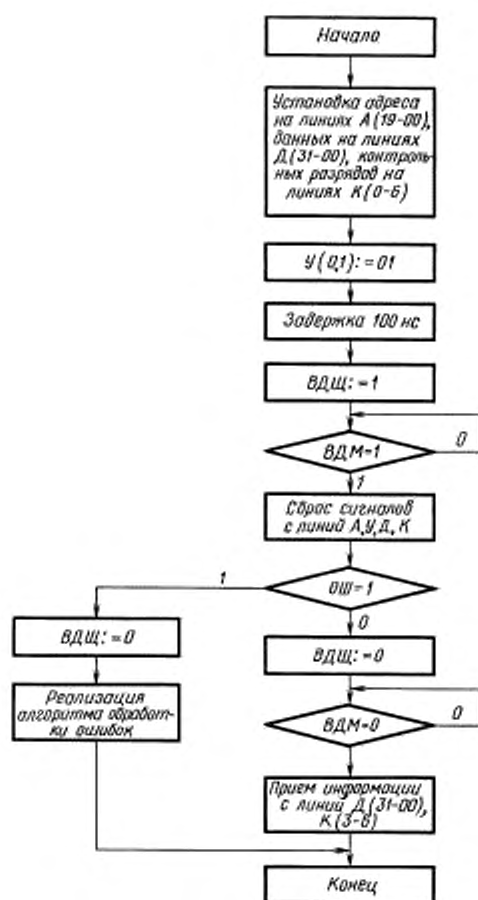 Начало
Установка адреса
на линиях А(19-00),
данных на линиях
Д(31-00), контроль-
ных разрядов на
линиях К(0-6)
У(0,1):=01
Задержка 100 нс
ВДЩ:=1
ВДМ=1
0
1
Сброс сигналов
с линий А,У,Д,К
ОШ=1
1
0
ВДЩ:=0
ВДЩ:=0
Реализация
алгоритма обработ-
ки ошибок
ВДМ=0
0
Прием информации
с линий Д(31-00),
К(3-6)
Конец